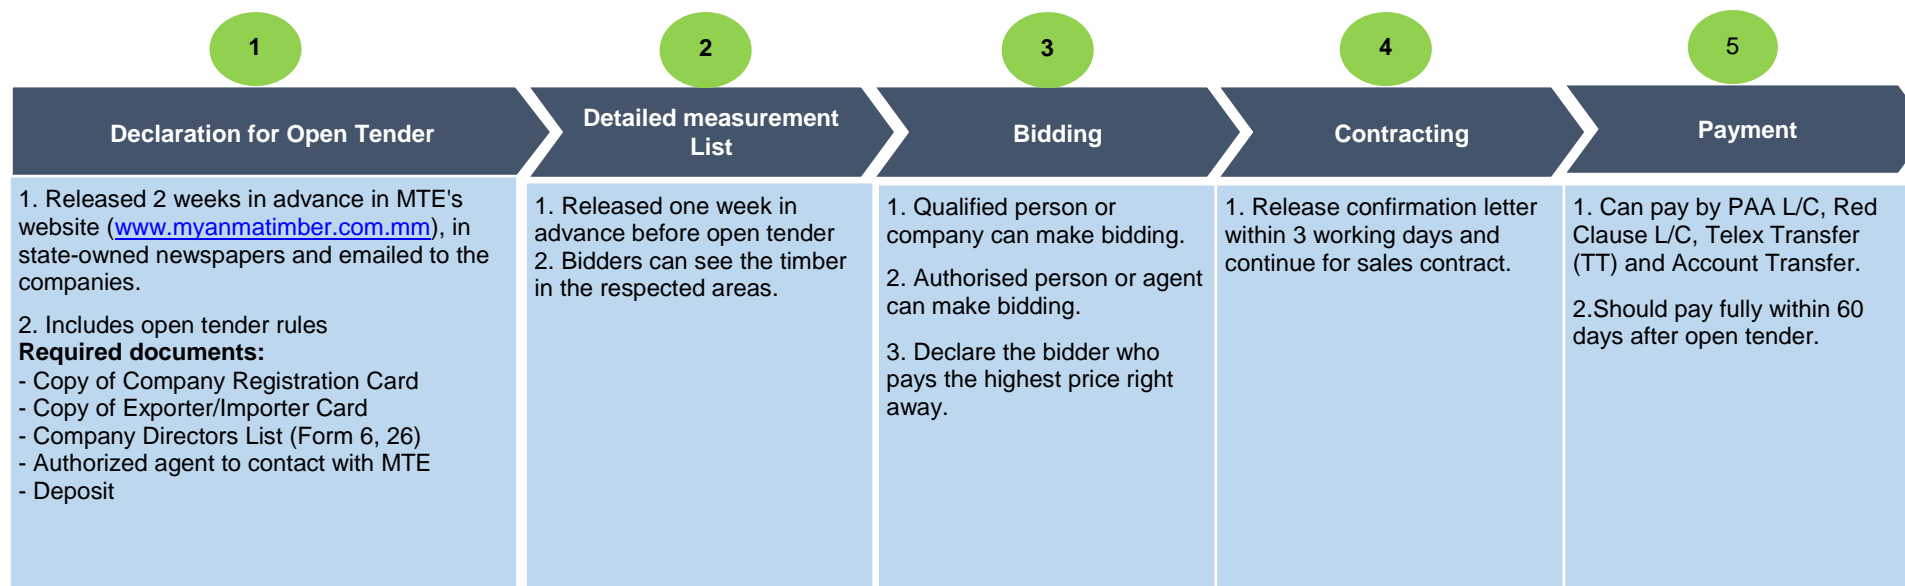 1
Declaration for Open Tender
1. Released 2 weeks in advance in MTE's
website (www.myanmatimber.com.mm), in
state-owned newspapers and emailed to the
companies.
2. Includes open tender rules
Required documents:
- Copy of Company Registration Card
- Copy of Exporter/Importer Card
- Company Directors List (Form 6, 26)
- Authorized agent to contact with MTE
- Deposit
2
Detailed measurement
List
1. Released one week in
advance before open tender
2. Bidders can see the timber
in the respected areas.
3
Bidding
1. Qualified person or
company can make bidding.
2. Authorised person or agent
can make bidding.
3. Declare the bidder who
pays the highest price right
away.
4
Contracting
1. Release confirmation letter
within 3 working days and
continue for sales contract.
5
Payment
1. Can pay by PAA L/C, Red
Clause L/C, Telex Transfer
(TT) and Account Transfer.
2.Should pay fully within 60
days after open tender.